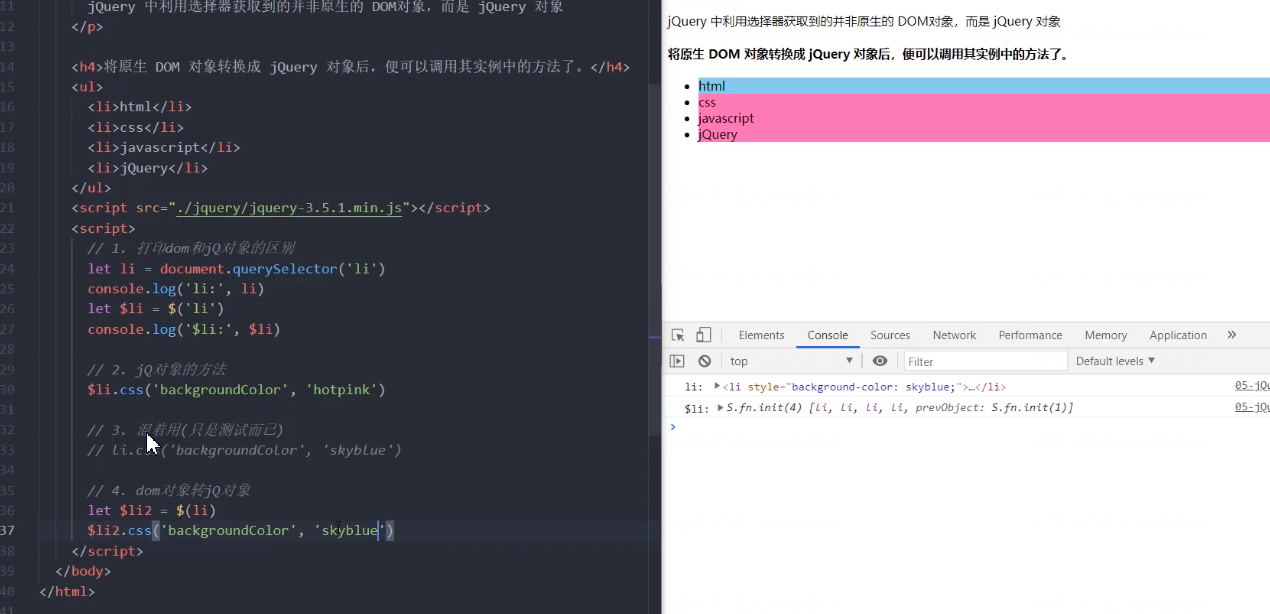 11 jQuery 中利用选择器获取到的并非原生的 DOM对象，而是 jQuery 对象
12 </p>
13
14 <h4>将原生 DOM 对象转换成 jQuery 对象后，便可以调用其实例中的方法了。</h4>
15 <ul>
16 <li>html</li>
17 <li>css</li>
18 <li>javascript</li>
19 <li>jQuery</li>
20 </ul>
21 <script src="./jquery/jquery-3.5.1.min.js"></script>
22 <script>
23 // 1. 打印dom和jQ对象的区别
24 let li = document.querySelector('li')
25 console.log('li:', li)
26 let $li = $('li')
27 console.log('$li:', $li)
28
29 // 2. jQ对象的方法
30 $li.css('backgroundColor', 'hotpink')
31
32 // 3. 混着用(只是测试而已)
33 // li.css('backgroundColor', 'skyblue')
34
35 // 4. dom对象转jQ对象
36 let $li2 = $(li)
37 $li2.css('backgroundColor', 'skyblue')
38 </script>
39 </body>
40 </html>
41
jQuery 中利用选择器获取到的并非原生的 DOM对象，而是 jQuery 对象
将原生 DOM 对象转换成 jQuery 对象后，便可以调用其实例中的方法了。
html
css
javascript
jQuery
Elements Console Sources Network Performance Memory Application »
top Filter Default levels
li: <li style="background-color: skyblue;">…</li> 05-jQu
$li: S.fn.init(4) [li, li, li, li, prevObject: S.fn.init(1)] 05-jQu